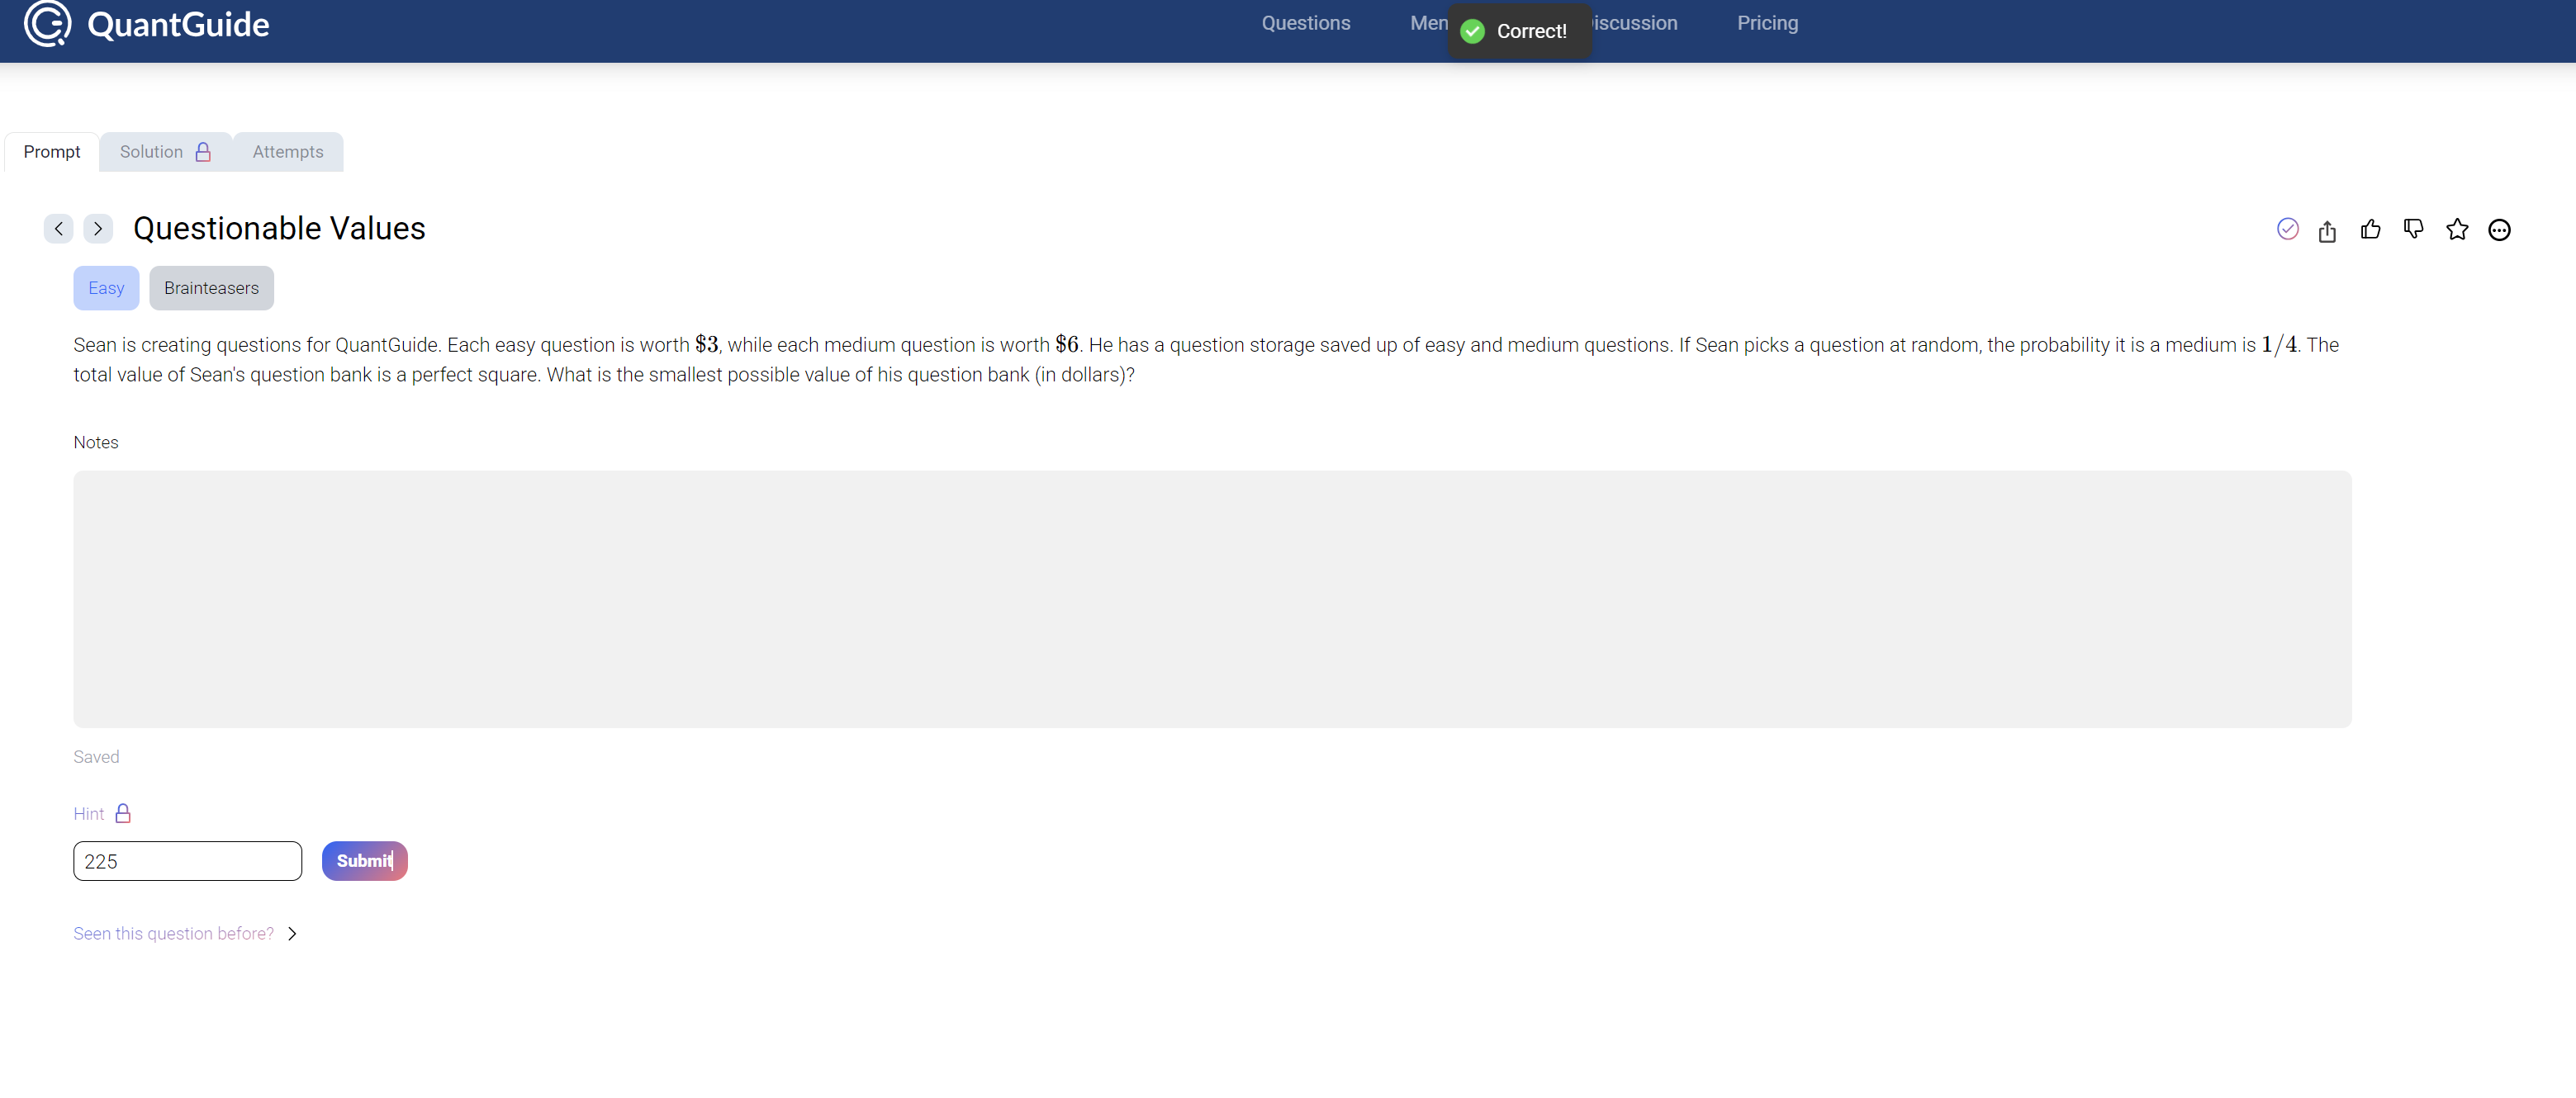 QuantGuide
Questions Men Correct! iscussion Pricing
Prompt Solution Attempts
Questionable Values
Easy Brainteasers
Sean is creating questions for QuantGuide. Each easy question is worth $3, while each medium question is worth $6. He has a question storage saved up of easy and medium questions. If Sean picks a question at random, the probability it is a medium is 1/4. The
total value of Sean's question bank is a perfect square. What is the smallest possible value of his question bank (in dollars)?
Notes
Saved
Hint
225 Submit
Seen this question before?